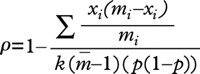 ρ=1− (∑ (x_i(m_i−x_i))/m_i) / (k(m̅−1)(p(1−p)))